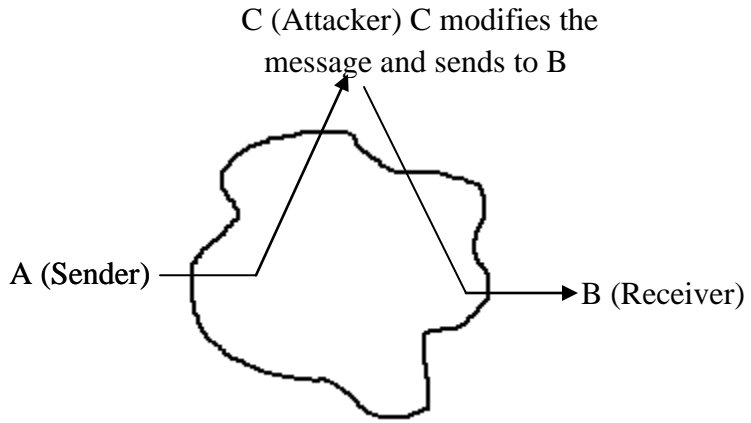 C (Attacker) C modifies the
message and sends to B
A (Sender)
B (Receiver)